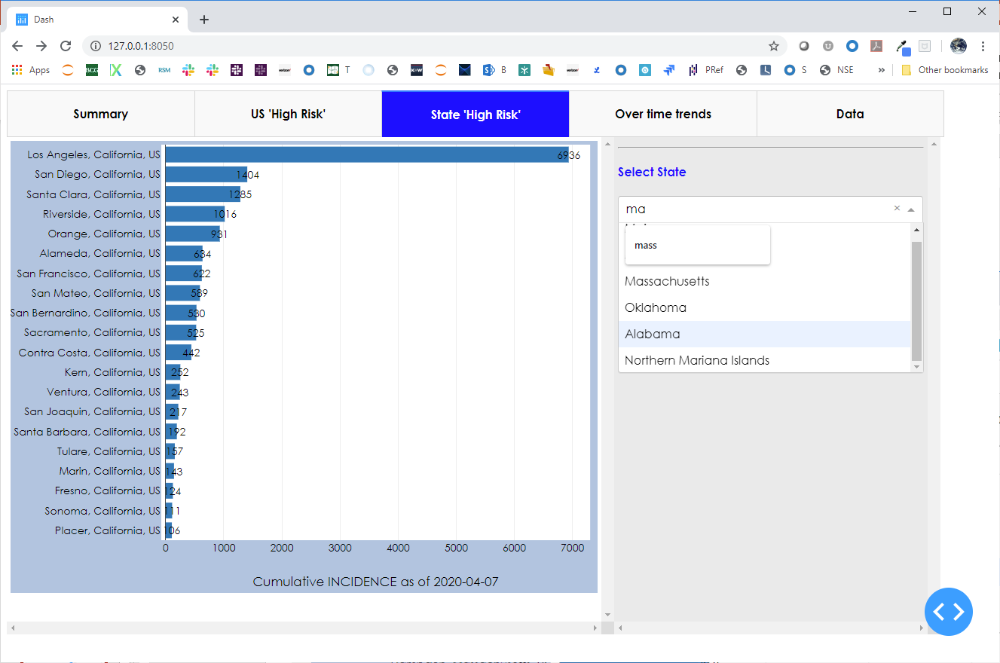 Dash
127.0.0.1:8050
Apps BCG RSM T verizon K W S B verizon PRef S NSE » Other bookmarks
Summary US 'High Risk' State 'High Risk' Over time trends Data
Los Angeles, California, US 6936
San Diego, California, US 1404
Santa Clara, California, US 1285
Riverside, California, US 1016
Orange, California, US 931
Alameda, California, US 634
San Francisco, California, US 622
San Mateo, California, US 589
San Bernardino, California, US 530
Sacramento, California, US 525
Contra Costa, California, US 442
Kern, California, US 252
Ventura, California, US 243
San Joaquin, California, US 217
Santa Barbara, California, US 192
Tulare, California, US 157
Marin, California, US 143
Fresno, California, US 124
Sonoma, California, US 111
Placer, California, US 106
0 1000 2000 3000 4000 5000 6000 7000
Cumulative INCIDENCE as of 2020-04-07
Select State
ma
mass
Massachusetts
Oklahoma
Alabama
Northern Mariana Islands